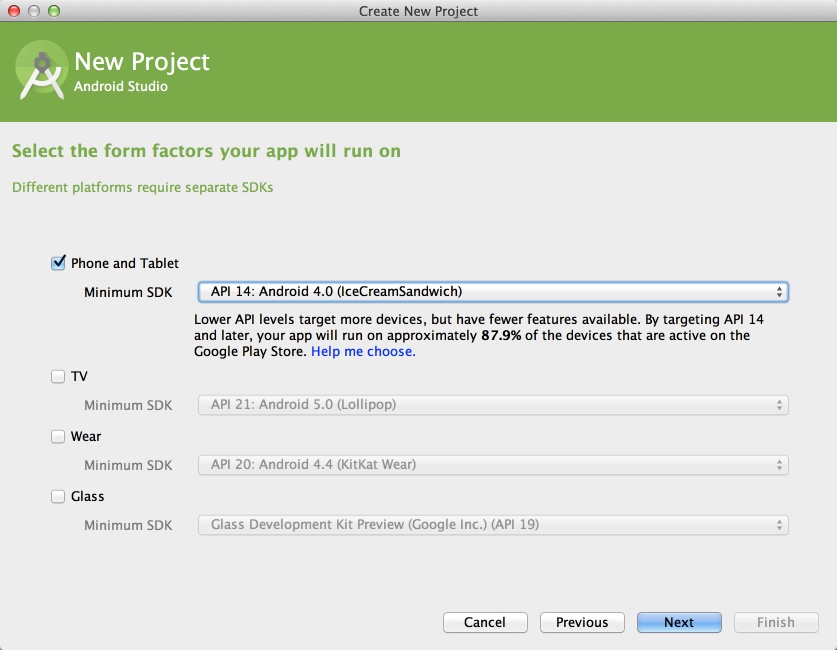 Create New Project
New Project
Android Studio
Select the form factors your app will run on
Different platforms require separate SDKs
Phone and Tablet
Minimum SDK API 14: Android 4.0 (IceCreamSandwich)
Lower API levels target more devices, but have fewer features available. By targeting API 14
and later, your app will run on approximately 87.9% of the devices that are active on the
Google Play Store. Help me choose.
TV
Minimum SDK API 21: Android 5.0 (Lollipop)
Wear
Minimum SDK API 20: Android 4.4 (KitKat Wear)
Glass
Minimum SDK Glass Development Kit Preview (Google Inc.) (API 19)
Cancel Previous Next Finish